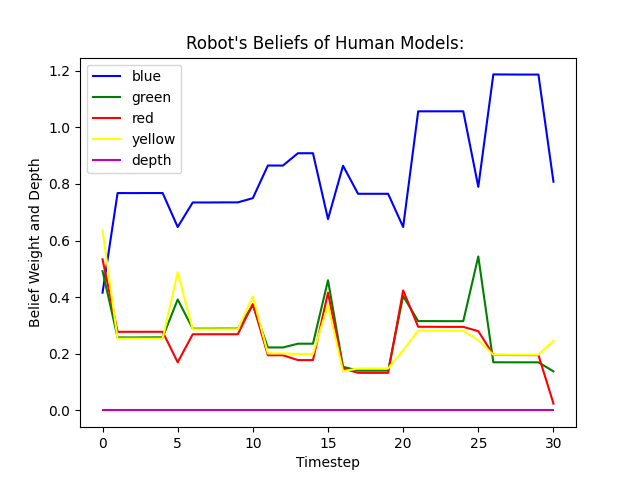 Robot's Beliefs of Human Models:
blue
green
red
yellow
depth
Belief Weight and Depth
1.2
1.0
0.8
0.6
0.4
0.2
0.0
0 5 10 15 20 25 30
Timestep